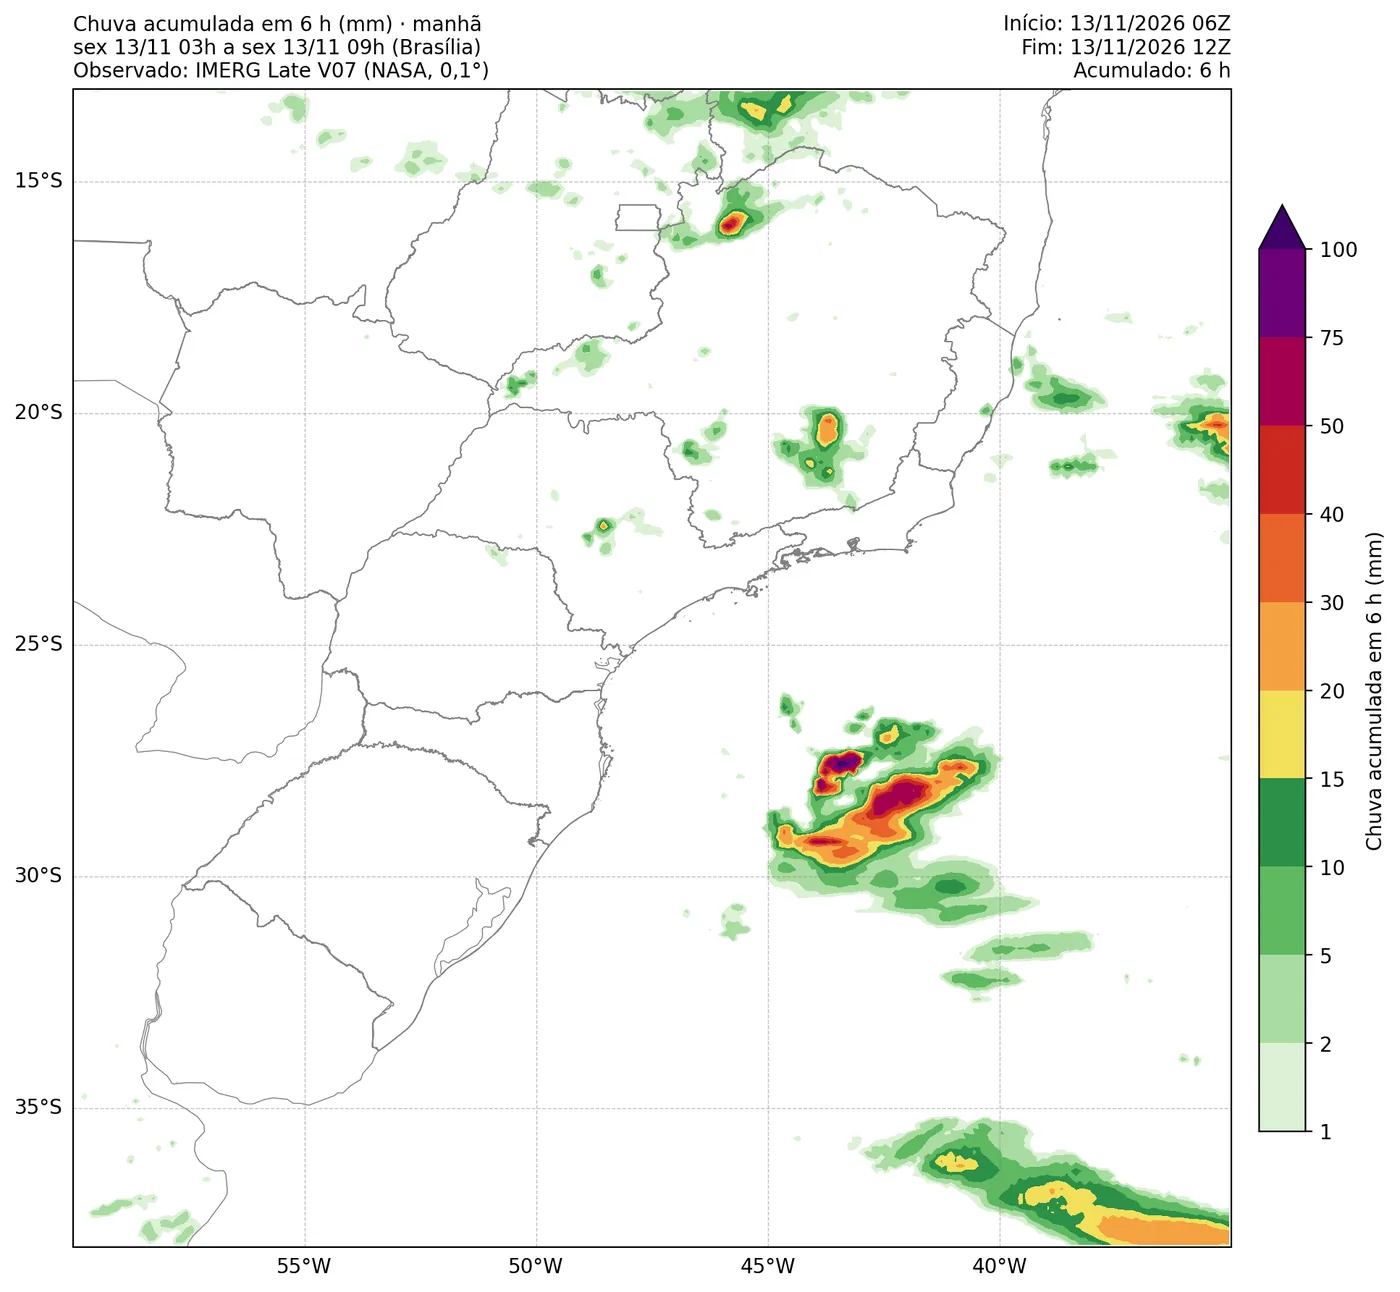 Chuva acumulada em 6 h (mm) · manhã
sex 13/11 03h a sex 13/11 09h (Brasília)
Observado: IMERG Late V07 (NASA, 0,1°)
Início: 13/11/2026 06Z
Fim: 13/11/2026 12Z
Acumulado: 6 h
15°S
20°S
25°S
30°S
35°S
55°W
50°W
45°W
40°W
100
75
50
40
30
20
15
10
5
2
1
Chuva acumulada em 6 h (mm)